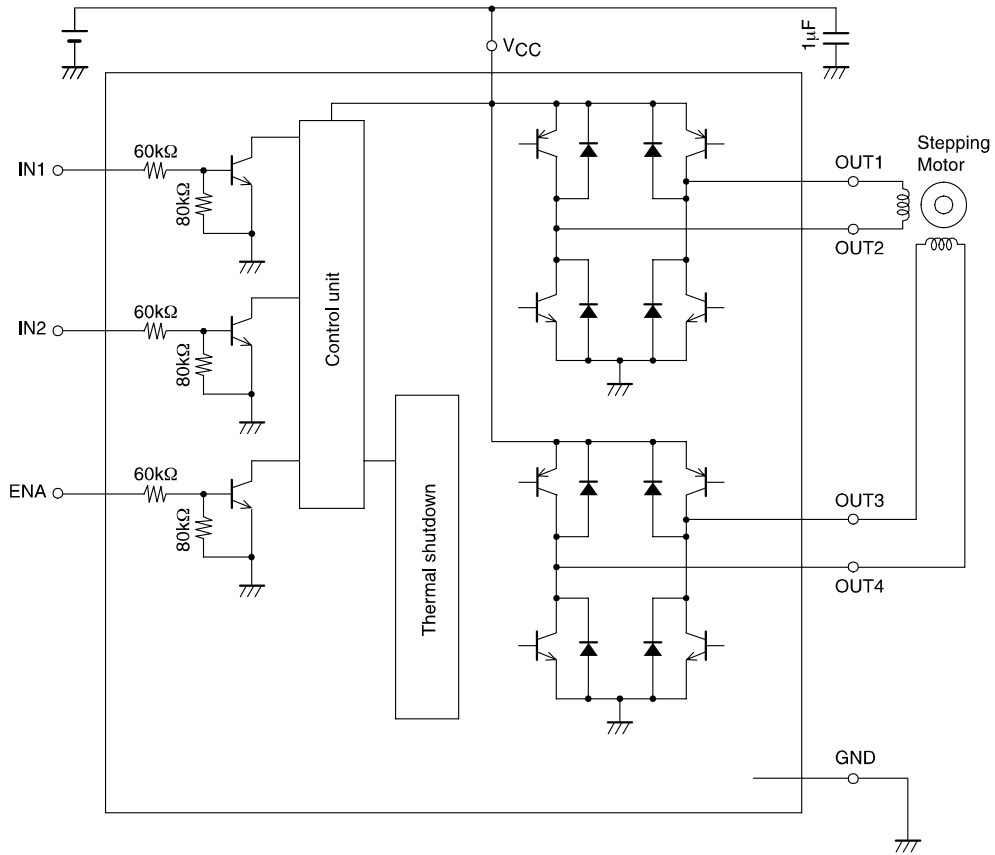 1μF
VCC
Stepping
Motor
IN1
60kΩ
80kΩ
OUT1
OUT2
Control unit
IN2
60kΩ
80kΩ
ENA
60kΩ
80kΩ
Thermal shutdown
OUT3
OUT4
GND